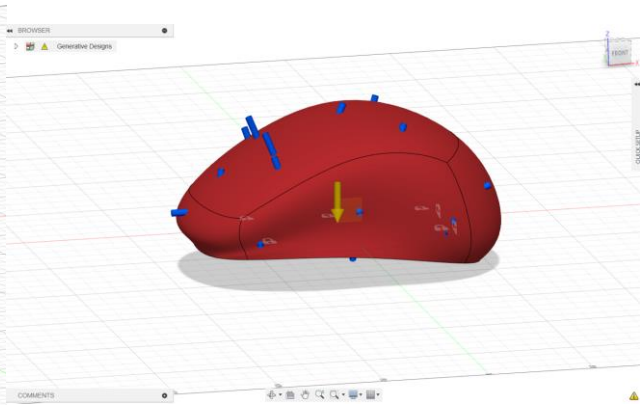 BROWSER
Generative Designs
Z
FRONT
X
QUICK SETUP
COMMENTS